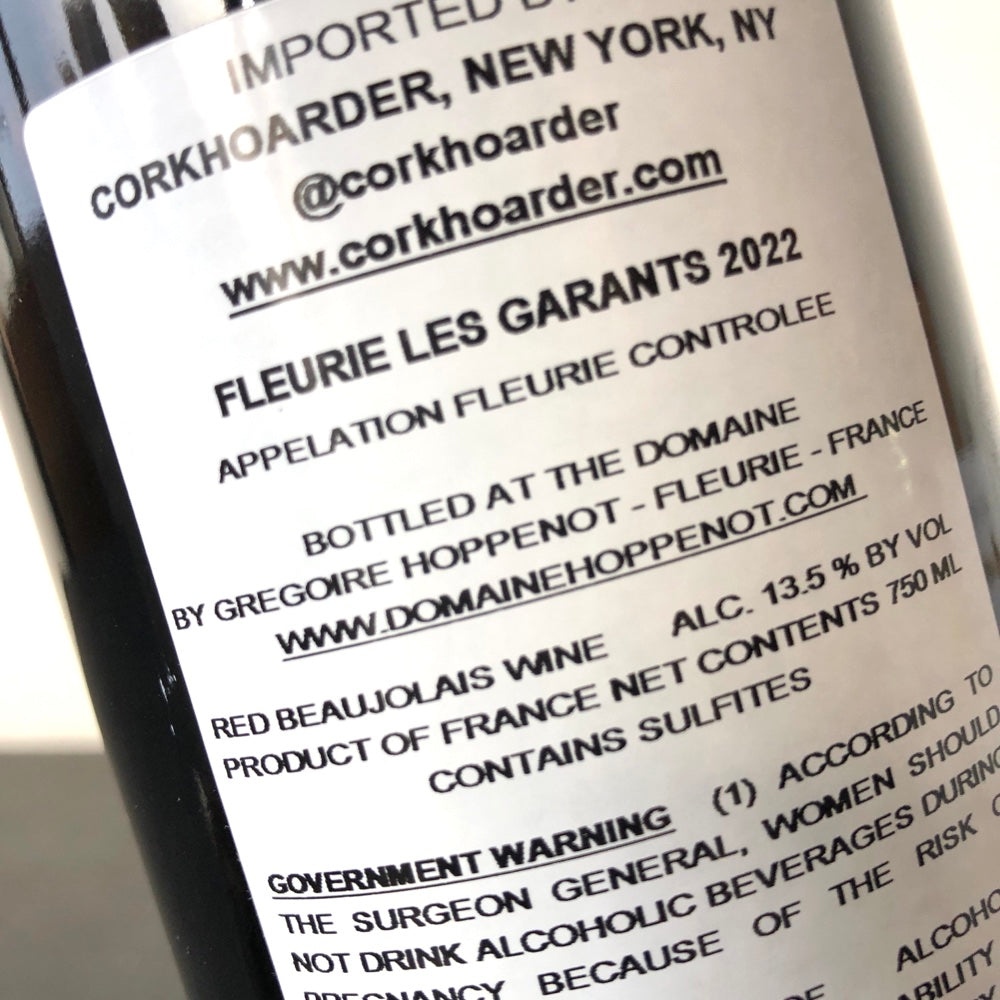 IMPORTED
CORKHOARDER, NEW YORK, NY
@corkhoarder
www.corkhoarder.com
FLEURIE LES GARANTS 2022
APPELATION FLEURIE CONTROLEE
BOTTLED AT THE DOMAINE
BY GREGOIRE HOPPENOT - FLEURIE - FRANCE
WWW.DOMAINEHOPPENOT.COM
RED BEAUJOLAIS WINE ALC. 13.5 % BY VOL
PRODUCT OF FRANCE NET CONTENTS 750 ML
CONTAINS SULFITES
GOVERNMENT WARNING (1) ACCORDING TO
THE SURGEON GENERAL, WOMEN SHOULD
NOT DRINK ALCOHOLIC BEVERAGES DURING
PREGNANCY BECAUSE OF THE RISK